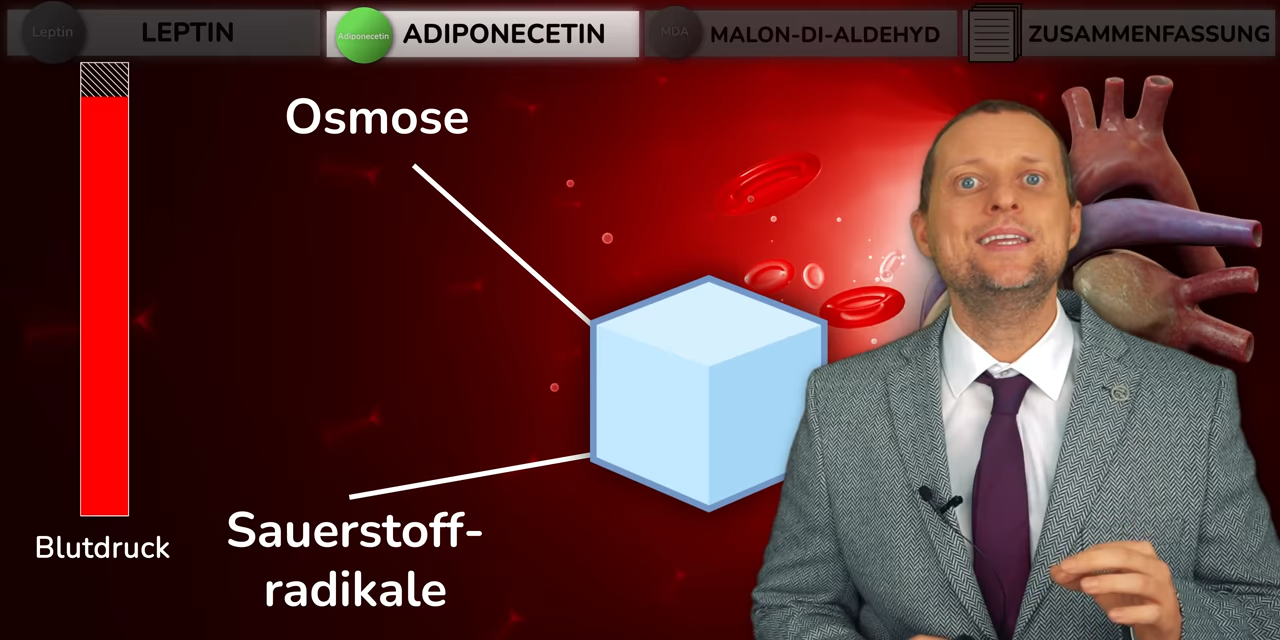 Leptin
LEPTIN
Adiponecetin
ADIPONECETIN
MDA
MALON-DI-ALDEHYD
ZUSAMMENFASSUNG
Osmose
Sauerstoff-
radikale
Blutdruck